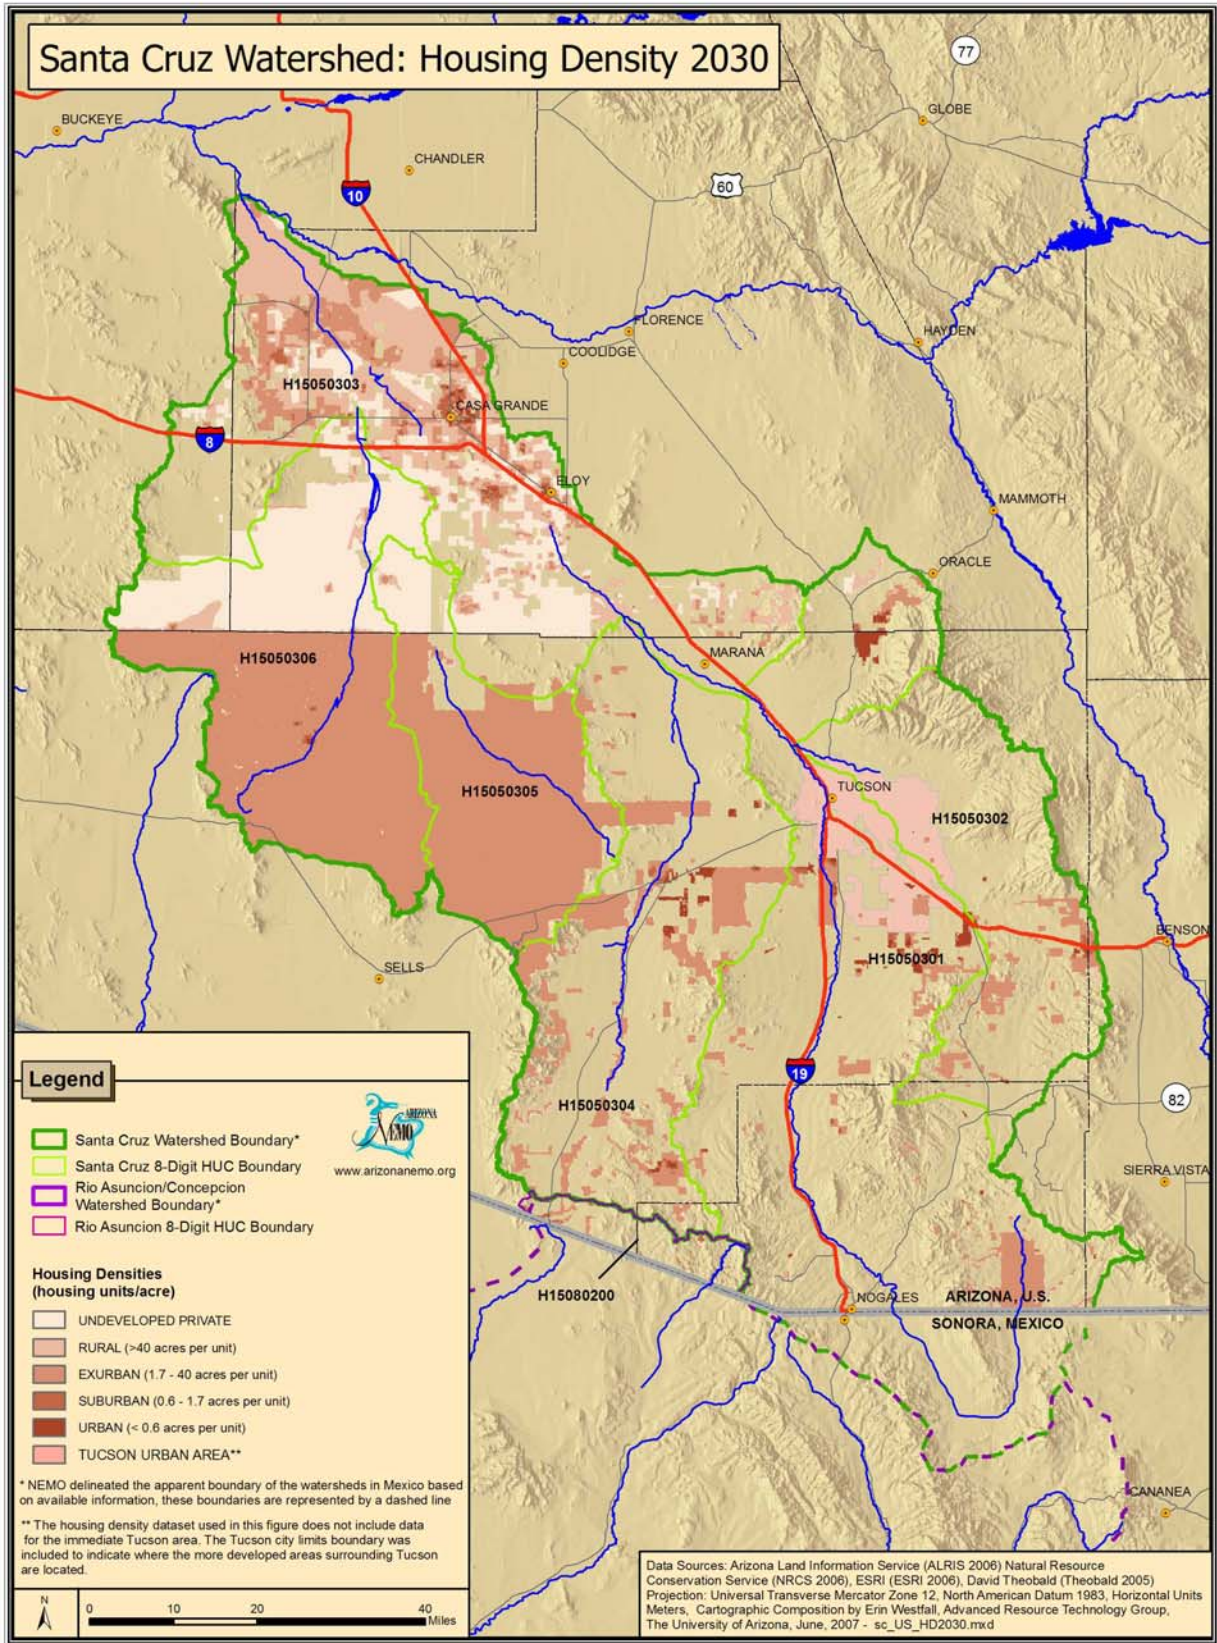 Santa Cruz Watershed: Housing Density 2030
77
BUCKEYE
GLOBE
CHANDLER
10
60
FLORENCE
HAYDEN
COOLIDGE
H15050303
CASA GRANDE
8
ELOY
MAMMOTH
ORACLE
H15050306
MARANA
H15050305
TUCSON
H15050302
BENSON
H15050301
SELLS
19
82
H15050304
SIERRA VISTA
H15080200
NOGALES
ARIZONA, U.S.
SONORA, MEXICO
CANANEA
Legend
ARIZONA
NEMO
www.arizonanemo.org
Santa Cruz Watershed Boundary*
Santa Cruz 8-Digit HUC Boundary
Rio Asuncion/Concepcion
Watershed Boundary*
Rio Asuncion 8-Digit HUC Boundary
Housing Densities
(housing units/acre)
UNDEVELOPED PRIVATE
RURAL (>40 acres per unit)
EXURBAN (1.7 - 40 acres per unit)
SUBURBAN (0.6 - 1.7 acres per unit)
URBAN (< 0.6 acres per unit)
TUCSON URBAN AREA**
* NEMO delineated the apparent boundary of the watersheds in Mexico based
on available information, these boundaries are represented by a dashed line
** The housing density dataset used in this figure does not include data
for the immediate Tucson area. The Tucson city limits boundary was
included to indicate where the more developed areas surrounding Tucson
are located.
N
0 10 20 40
Miles
Data Sources: Arizona Land Information Service (ALRIS 2006) Natural Resource
Conservation Service (NRCS 2006), ESRI (ESRI 2006), David Theobald (Theobald 2005)
Projection: Universal Transverse Mercator Zone 12, North American Datum 1983, Horizontal Units
Meters, Cartographic Composition by Erin Westfall, Advanced Resource Technology Group,
The University of Arizona, June, 2007 - sc_US_HD2030.mxd